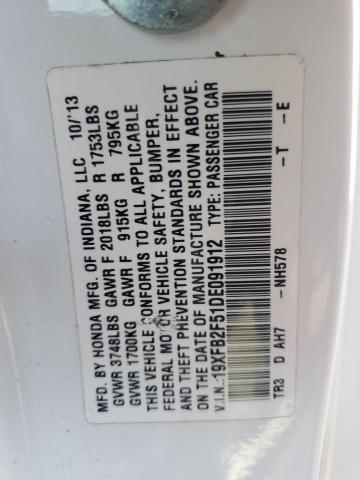 MFD. BY HONDA MFG. OF INDIANA, LLC 10/'13
GVWR 3748LBS GAWR F 2018LBS R 1753LBS
GVWR 1700KG GAWR F 915KG R 795KG
THIS VEHICLE CONFORMS TO ALL APPLICABLE
FEDERAL MOTOR VEHICLE SAFETY, BUMPER,
AND THEFT PREVENTION STANDARDS IN EFFECT
ON THE DATE OF MANUFACTURE SHOWN ABOVE.
V.I.N.:19XFB2F51DE091912 TYPE: PASSENGER CAR
TR3 D AH7 -NH578 -T -E